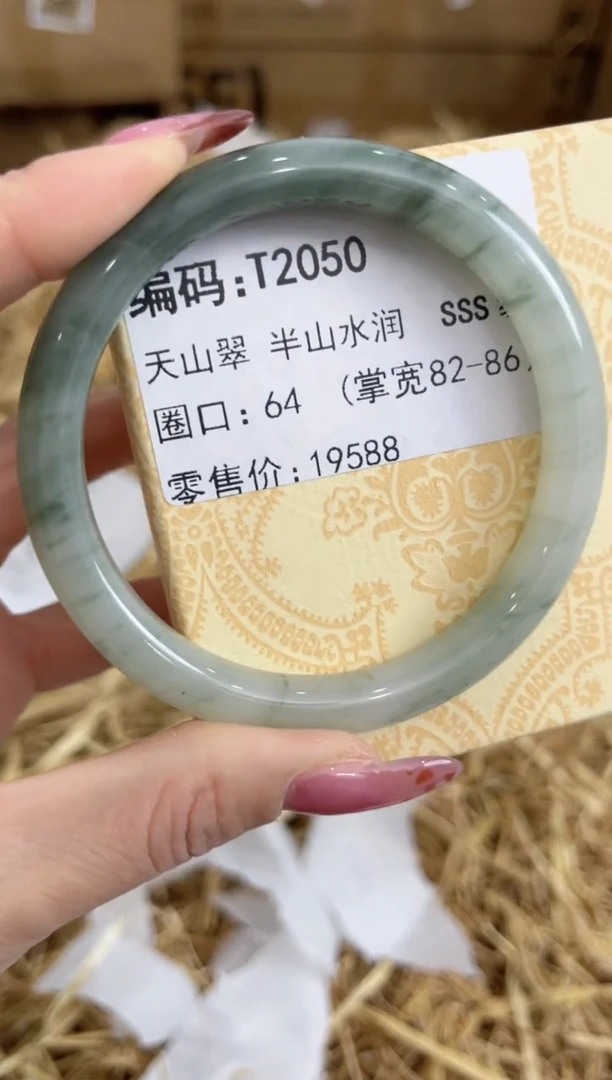 编码:T2050
天山翠 半山水润 SSS
圈口: 64 (掌宽82-86)
零售价:19588